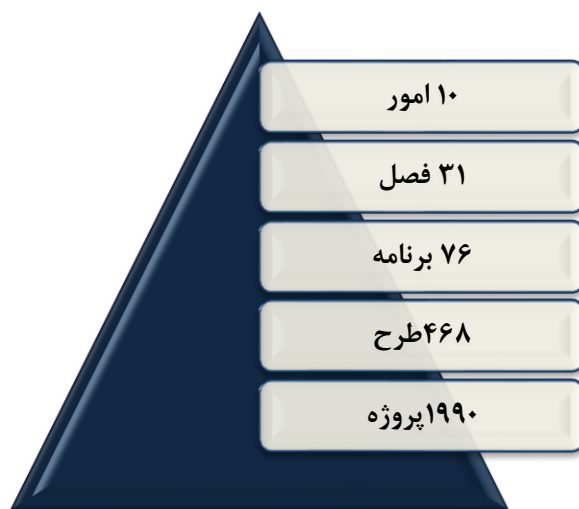 ۱۰ امور
۳۱ فصل
۷۶ برنامه
۴۶۸طرح
۱۹۹۰پروژه